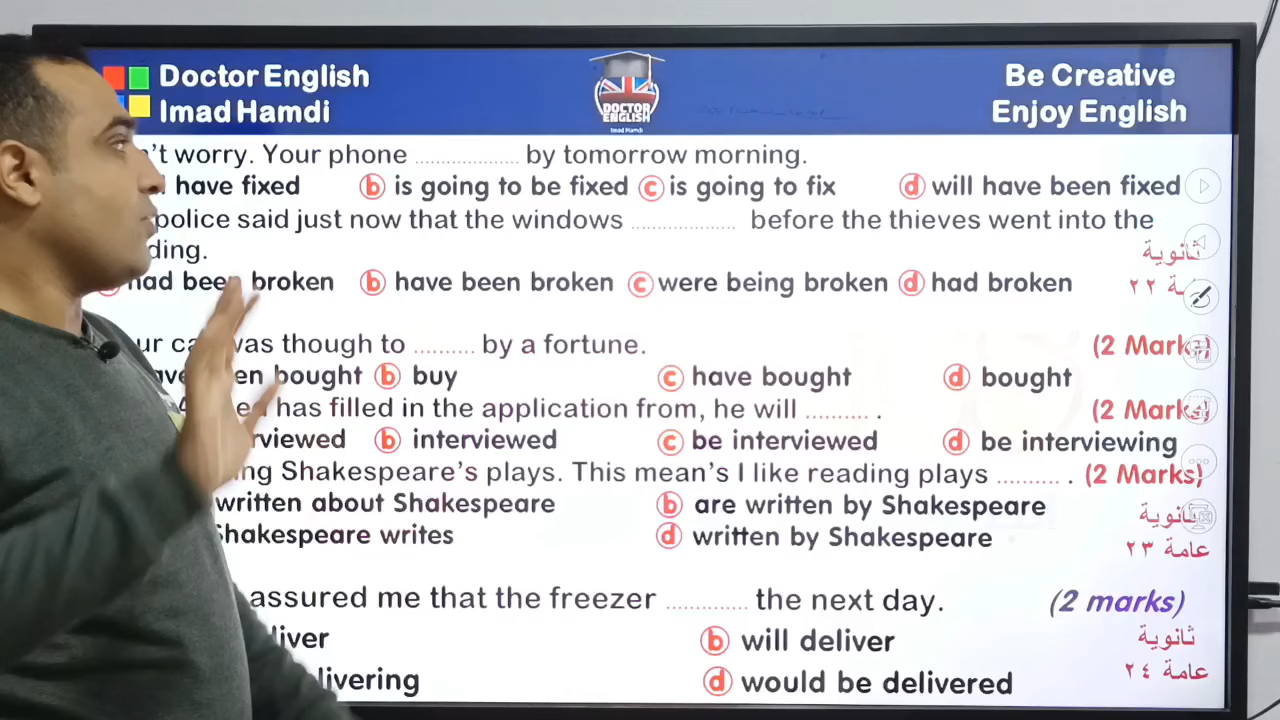 Doctor English
Imad Hamdi
DOCTOR
ENGLISH
Imad Hamdi
Be Creative
Enjoy English
't worry. Your phone .................... by tomorrow morning.
have fixed b is going to be fixed c is going to fix d will have been fixed
police said just now that the windows .................... before the thieves went into the
ding.
ثانوية
had been broken b have been broken c were being broken d had broken
٢٢
ur ca was though to .......... by a fortune. (2 Marks)
en bought b buy c have bought d bought
has filled in the application from, he will .......... . (2 Marks)
rviewed b interviewed c be interviewed d be interviewing
ing Shakespeare's plays. This mean's I like reading plays .......... . (2 Marks)
written about Shakespeare b are written by Shakespeare
ثانوية
Shakespeare writes d written by Shakespeare
عامة ٢٣
assured me that the freezer ............. the next day. (2 marks)
liver b will deliver
ثانوية
عامة ٢٤
livering d would be delivered